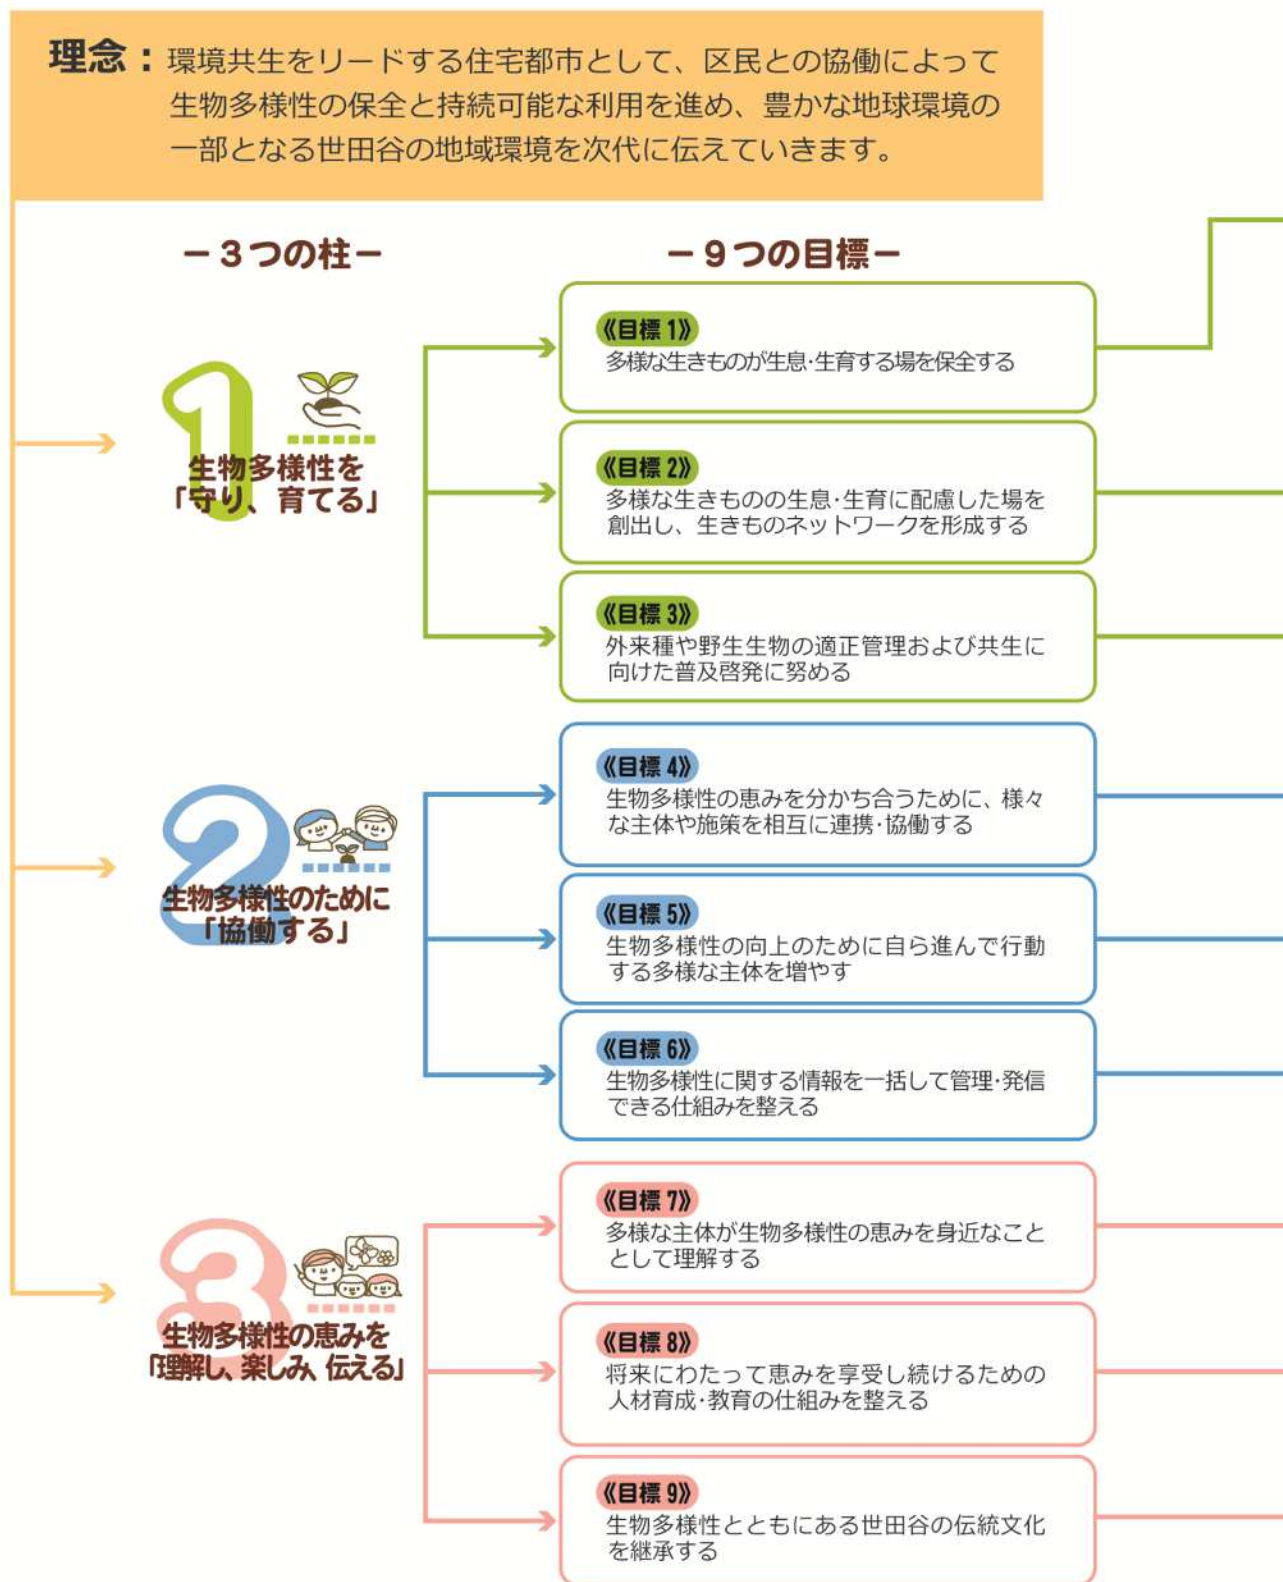 理念：環境共生をリードする住宅都市として、区民との協働によって
生物多様性の保全と持続可能な利用を進め、豊かな地球環境の
一部となる世田谷の地域環境を次代に伝えていきます。
－３つの柱－
－９つの目標－
1
生物多様性を
「守り、育てる」
《目標 1》
多様な生きものが生息･生育する場を保全する
《目標 2》
多様な生きものの生息･生育に配慮した場を
創出し、生きものネットワークを形成する
《目標 3》
外来種や野生生物の適正管理および共生に
向けた普及啓発に努める
2
生物多様性のために
「協働する」
《目標 4》
生物多様性の恵みを分かち合うために、様々
な主体や施策を相互に連携･協働する
《目標 5》
生物多様性の向上のために自ら進んで行動
する多様な主体を増やす
《目標 6》
生物多様性に関する情報を一括して管理･発信
できる仕組みを整える
3
生物多様性の恵みを
「理解し、楽しみ、伝える」
《目標 7》
多様な主体が生物多様性の恵みを身近なこと
として理解する
《目標 8》
将来にわたって恵みを享受し続けるための
人材育成･教育の仕組みを整える
《目標 9》
生物多様性とともにある世田谷の伝統文化
を継承する